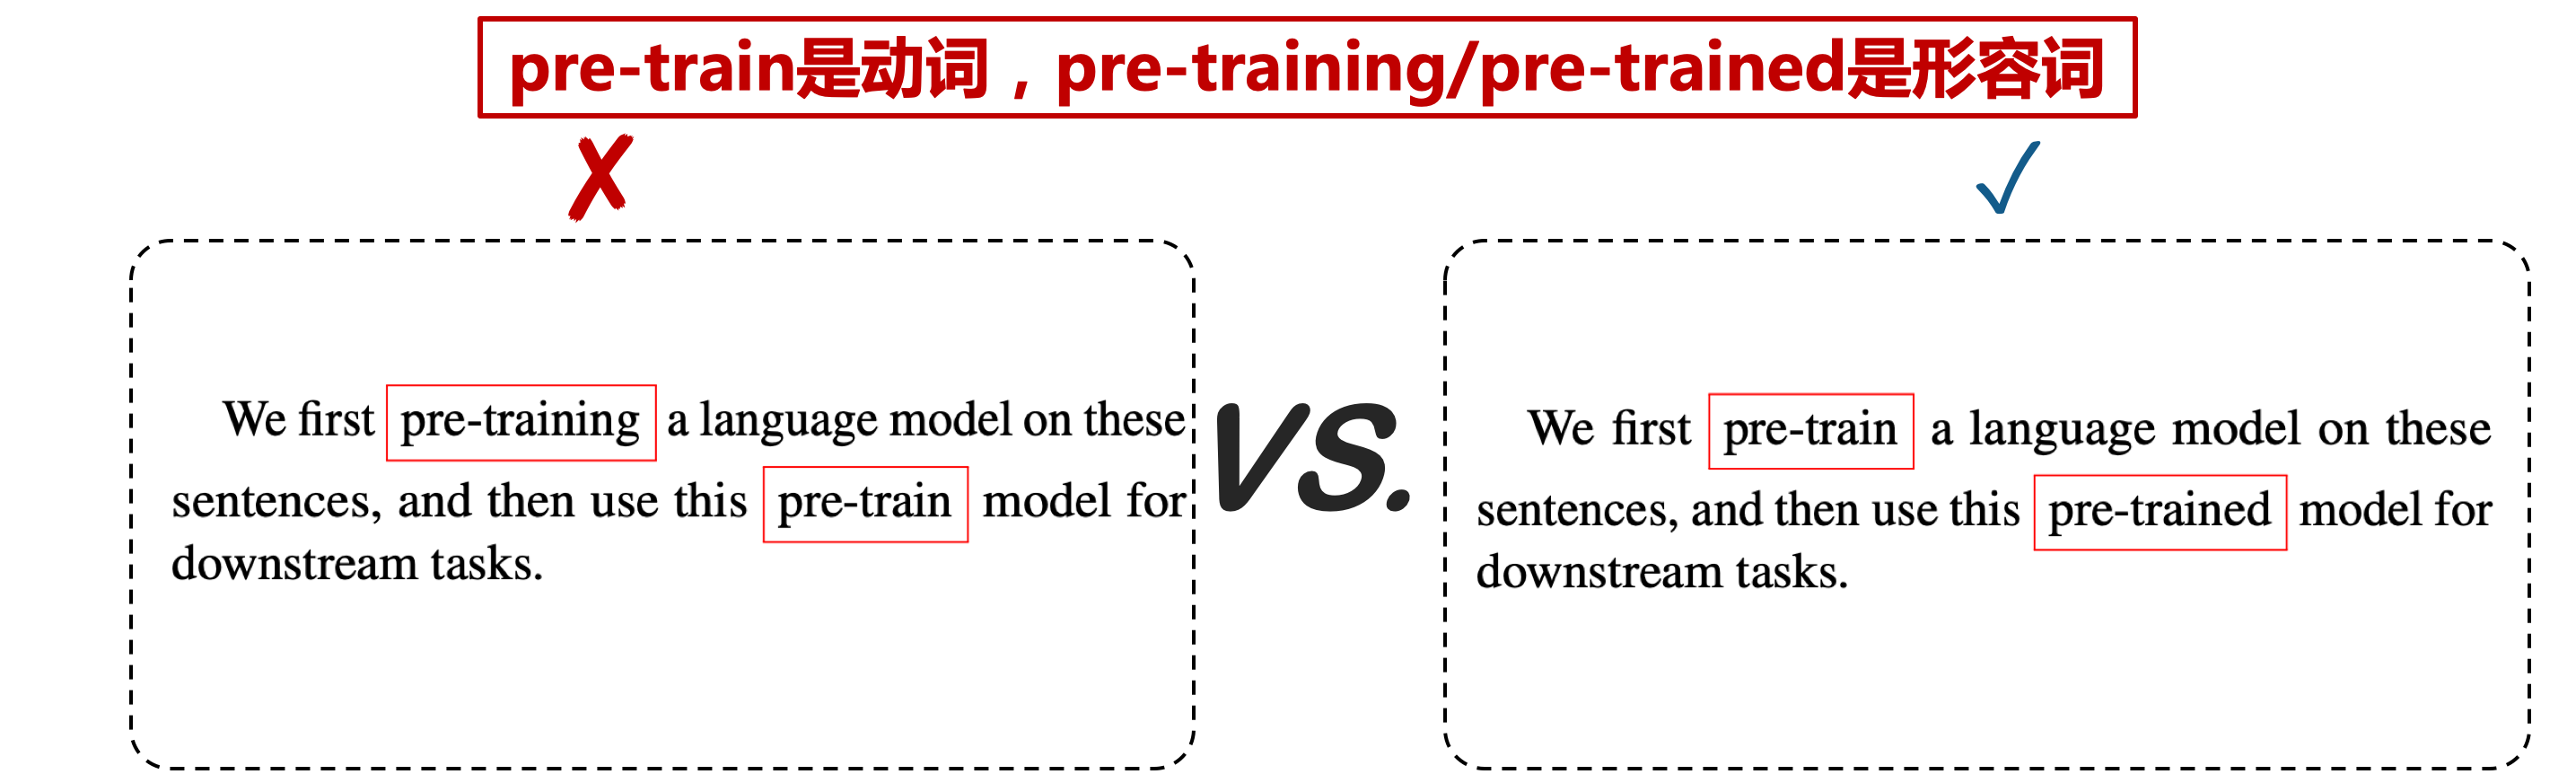 pre-train是动词，pre-training/pre-trained是形容词
We first pre-training a language model on these
sentences, and then use this pre-train model for
downstream tasks.
VS.
We first pre-train a language model on these
sentences, and then use this pre-trained model for
downstream tasks.